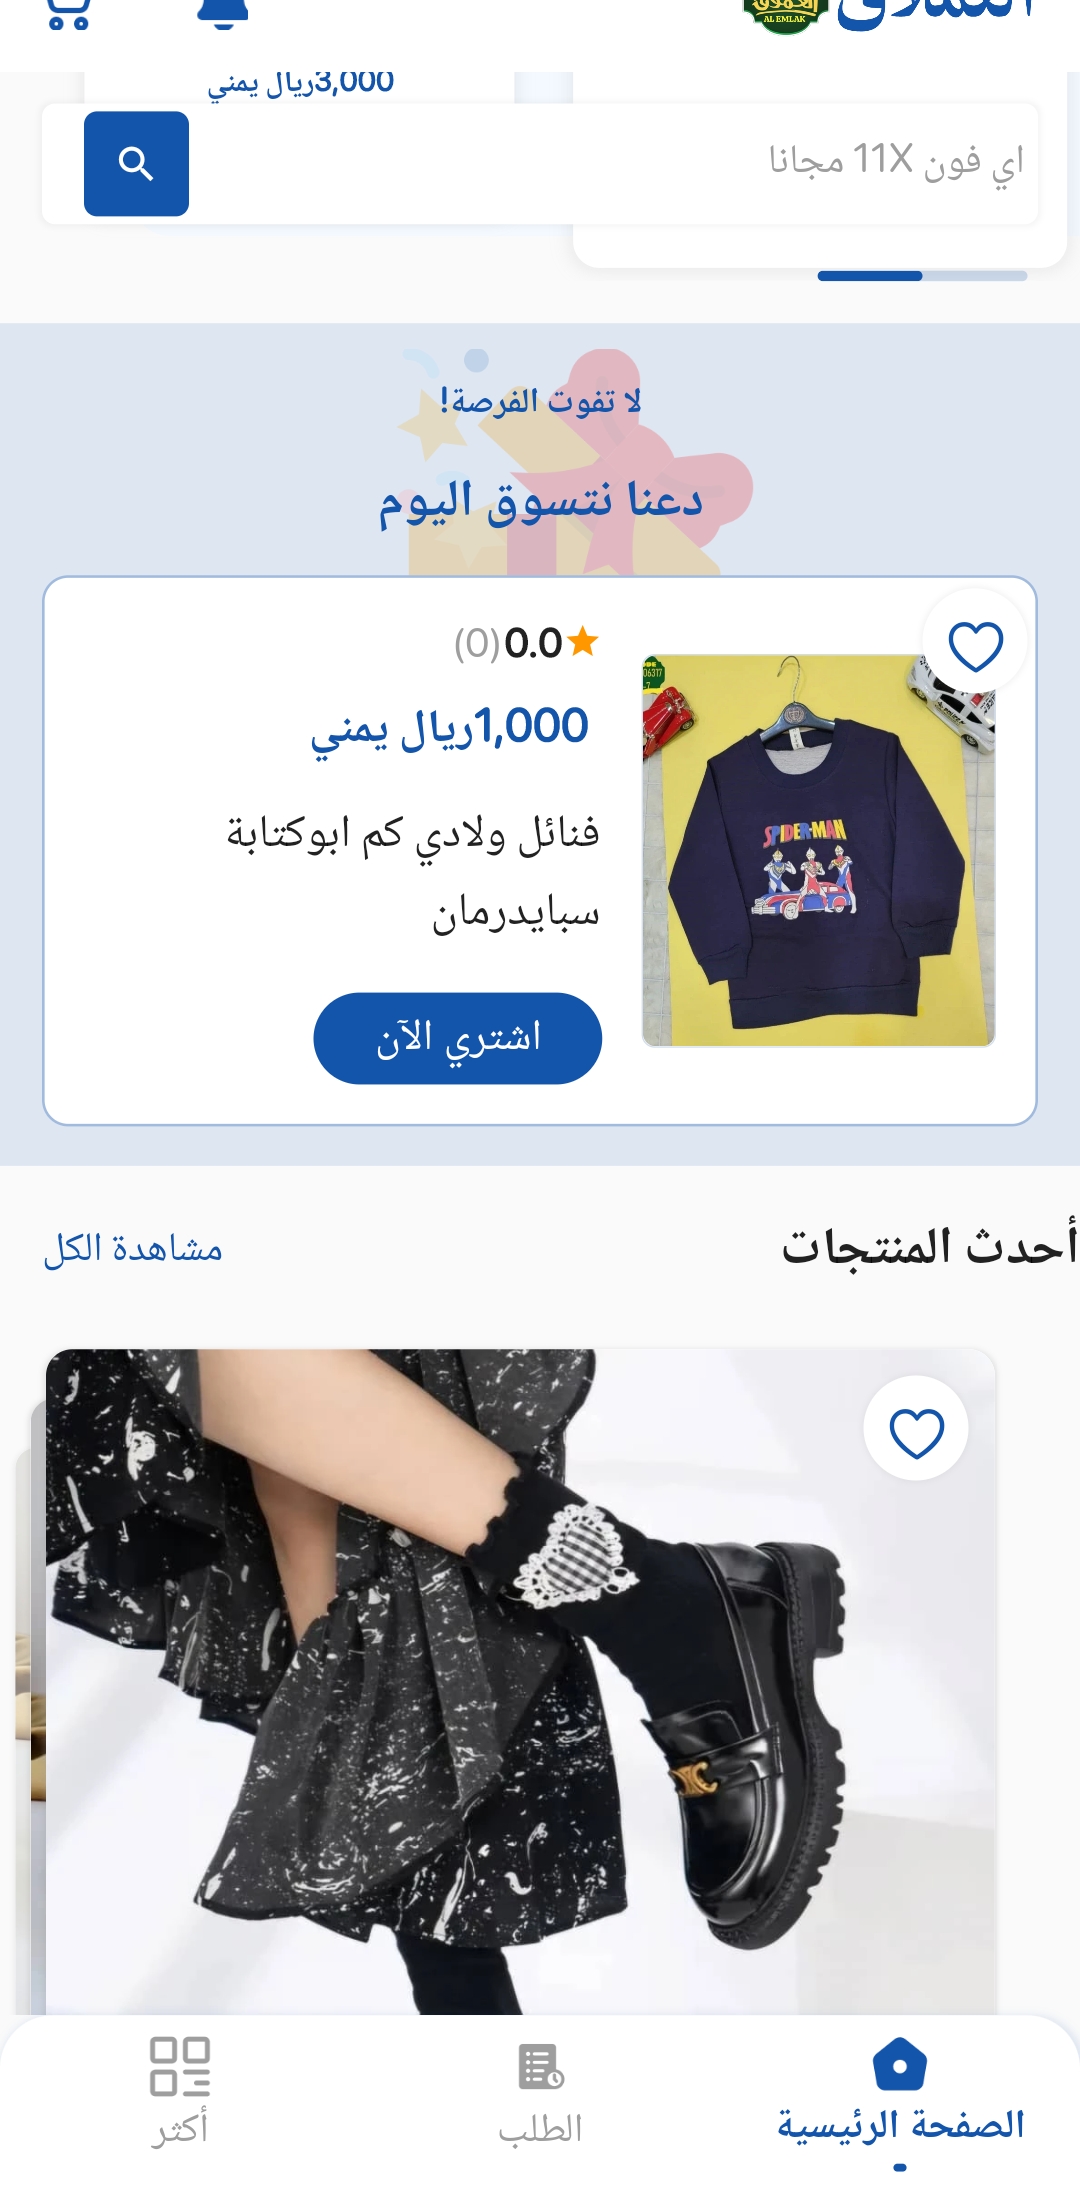 العملاق
AL EMLAK
3,000ريال يمني
اي فون 11X مجانا
لا تفوت الفرصة!
دعنا نتسوق اليوم
0.0(0)
1,000ريال يمني
فنائل ولادي كم ابوكتابة
سبايدرمان
اشتري الآن
06317
SPIDER-MAN
أحدث المنتجات
مشاهدة الكل
الصفحة الرئيسية
الطلب
أكثر